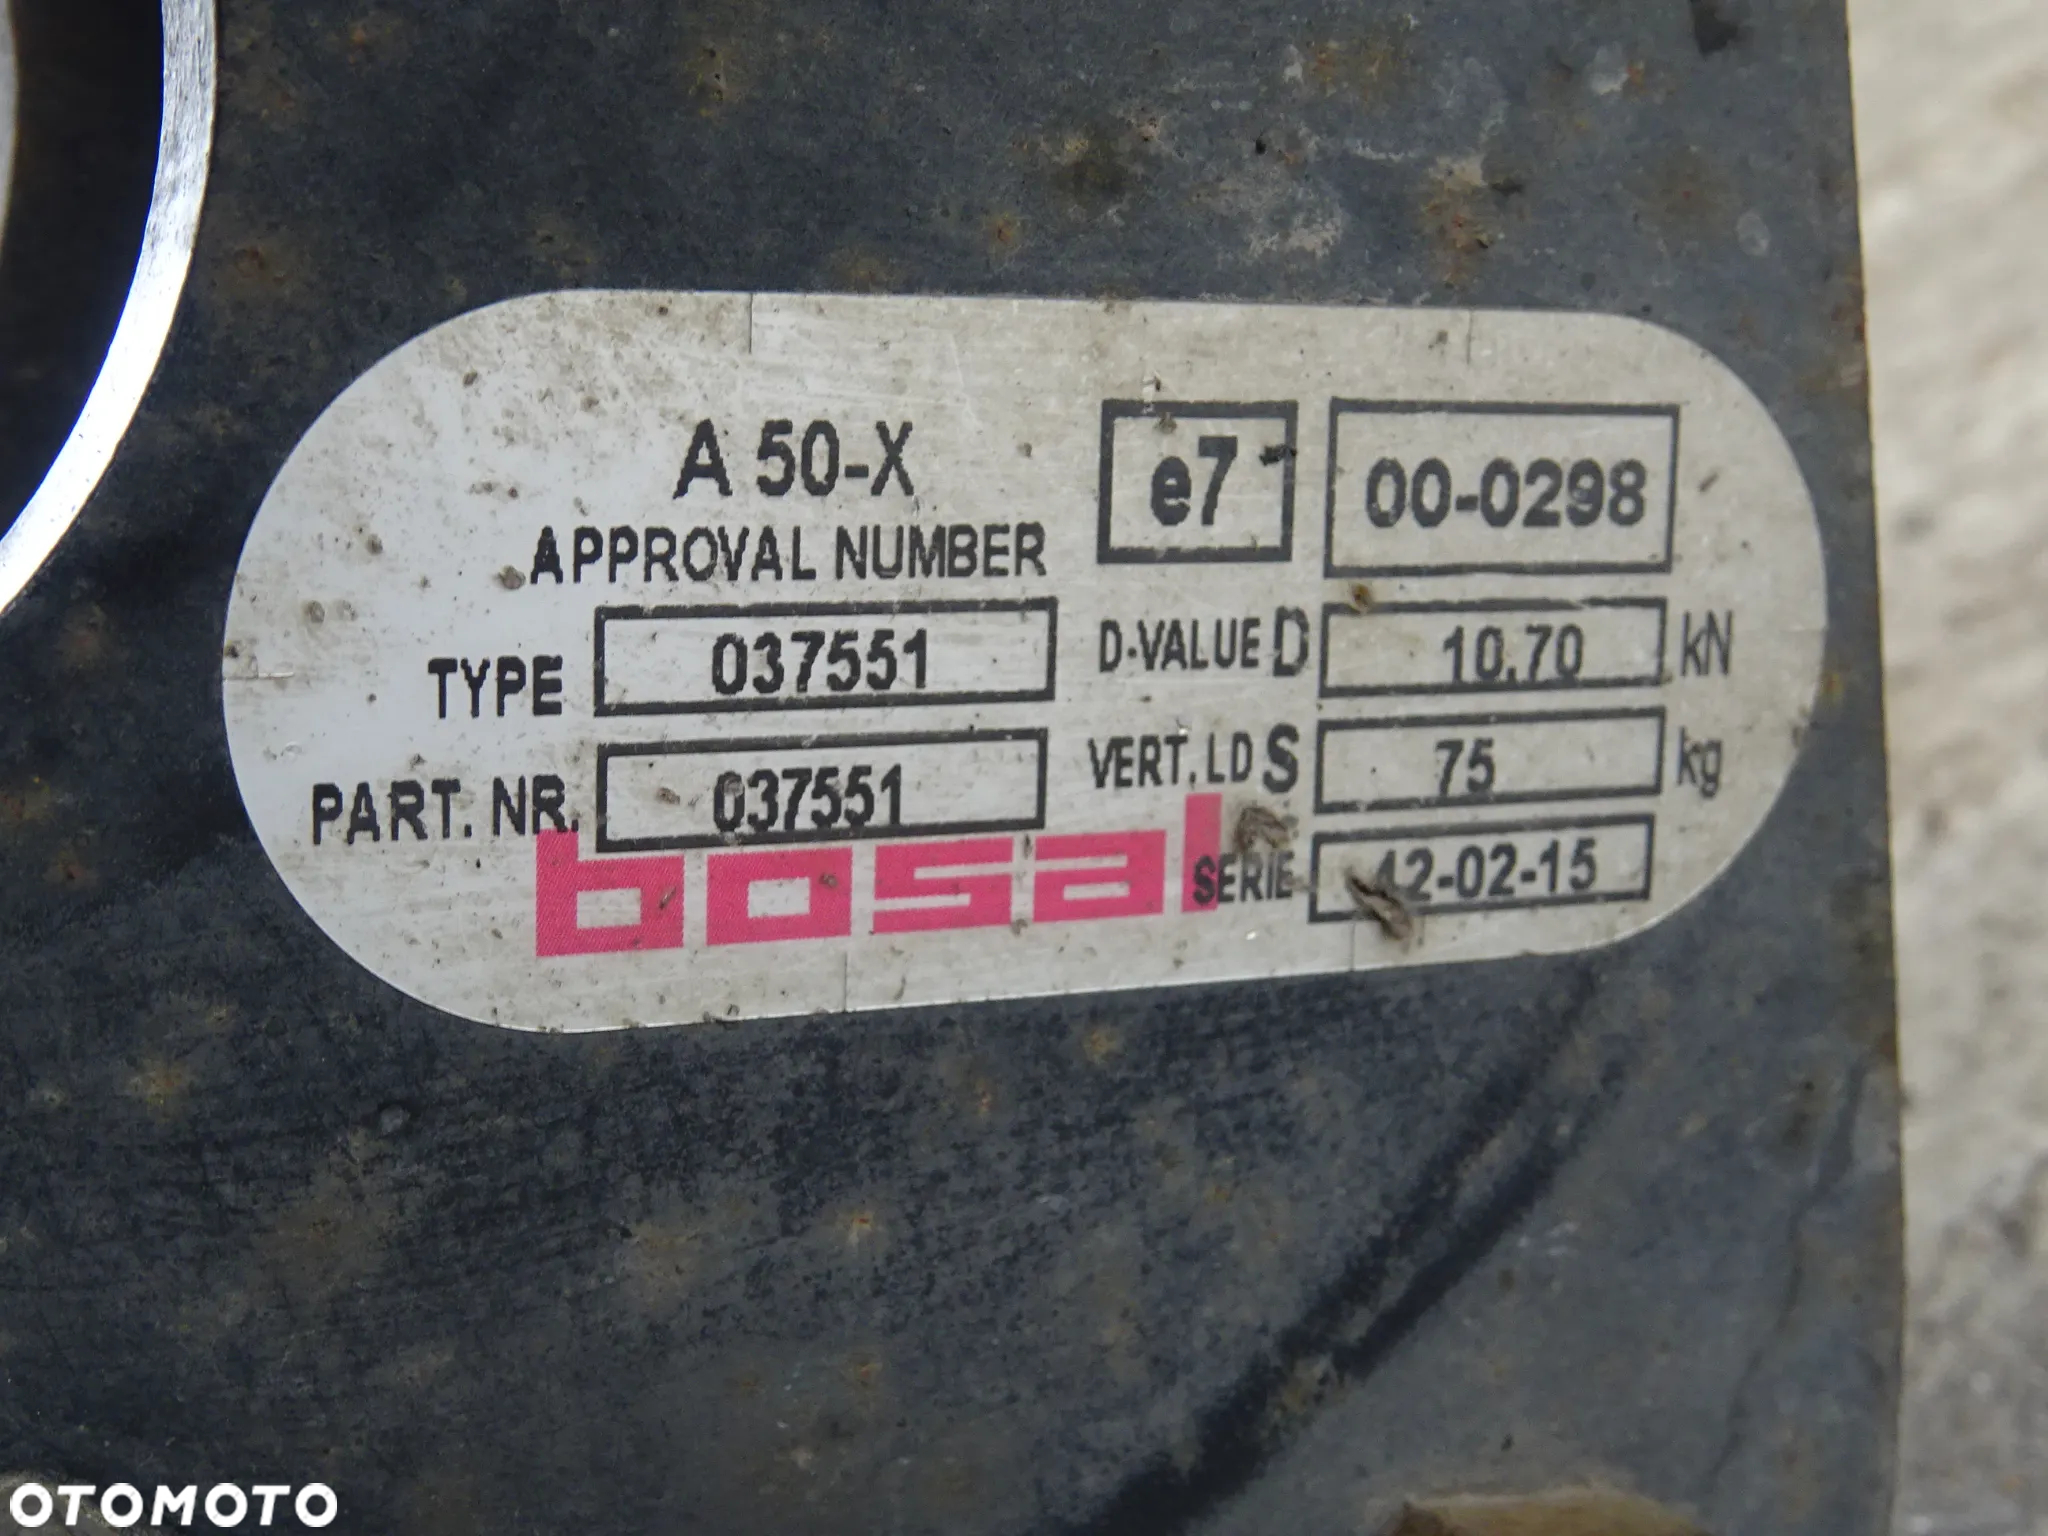 A 50-X
APPROVAL NUMBER
e7
00-0298
TYPE
037551
D-VALUE D
10.70
kN
PART. NR.
037551
VERT. LD S
75
kg
bosal
SERIE
42-02-15
OTOMOTO